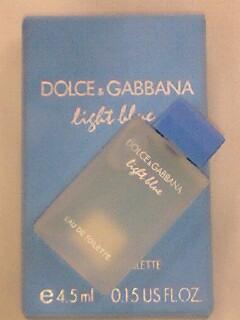 DOLCE & GABBANA
light blue
DOLCE & GABBANA
light blue
EAU DE TOILETTE
LETTE
e 4.5 ml 0.15 US FL.OZ.